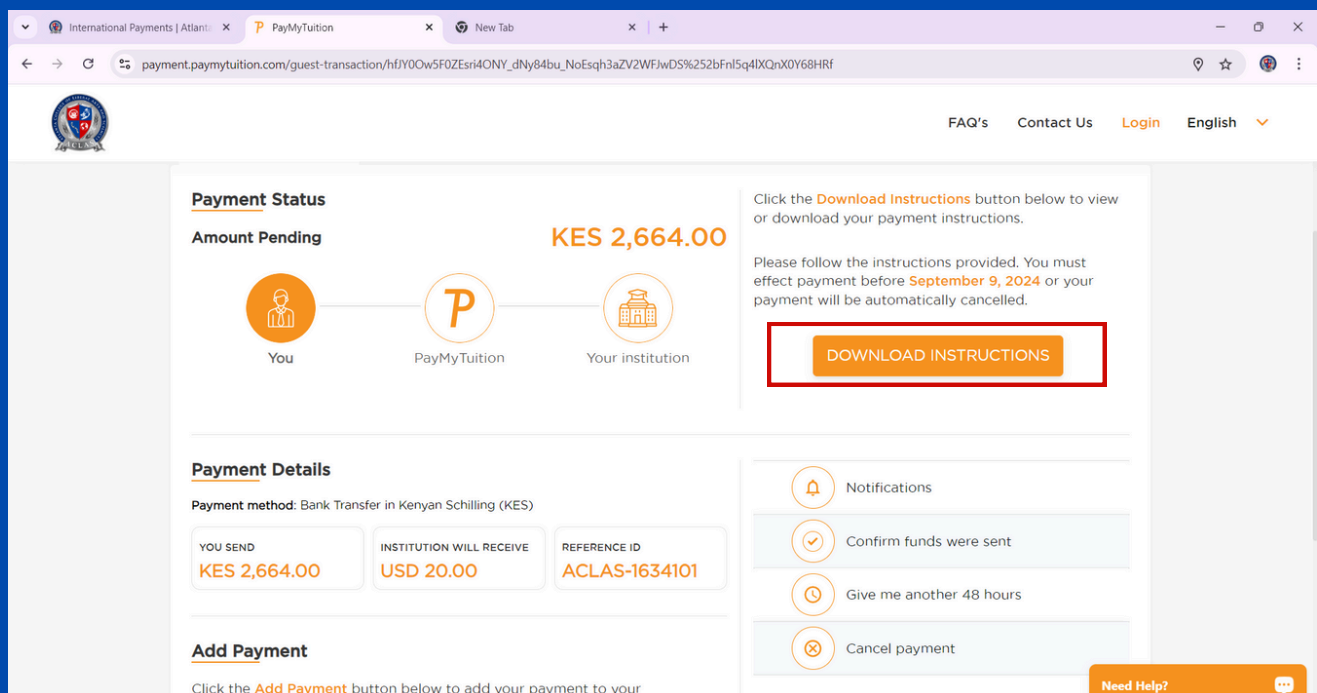 International Payments | Atlant
PayMyTuition
New Tab
payment.paymytuition.com/guest-transaction/hfJY0Ow5F0ZEsri4ONY_dNy84bu_NoEsqh3aZV2WFJwDS%252bFnl5q4lXQnX0Y68HRf
ACLAS
FAQ's
Contact Us
Login
English
Payment Status
Amount Pending
KES 2,664.00
You
PayMyTuition
Your institution
Click the Download Instructions button below to view
or download your payment instructions.
Please follow the instructions provided. You must
effect payment before September 9, 2024 or your
payment will be automatically cancelled.
DOWNLOAD INSTRUCTIONS
Payment Details
Payment method: Bank Transfer in Kenyan Schilling (KES)
YOU SEND
KES 2,664.00
INSTITUTION WILL RECEIVE
USD 20.00
REFERENCE ID
ACLAS-1634101
Notifications
Confirm funds were sent
Give me another 48 hours
Cancel payment
Add Payment
Click the Add Payment button below to add your payment to your
Need Help?